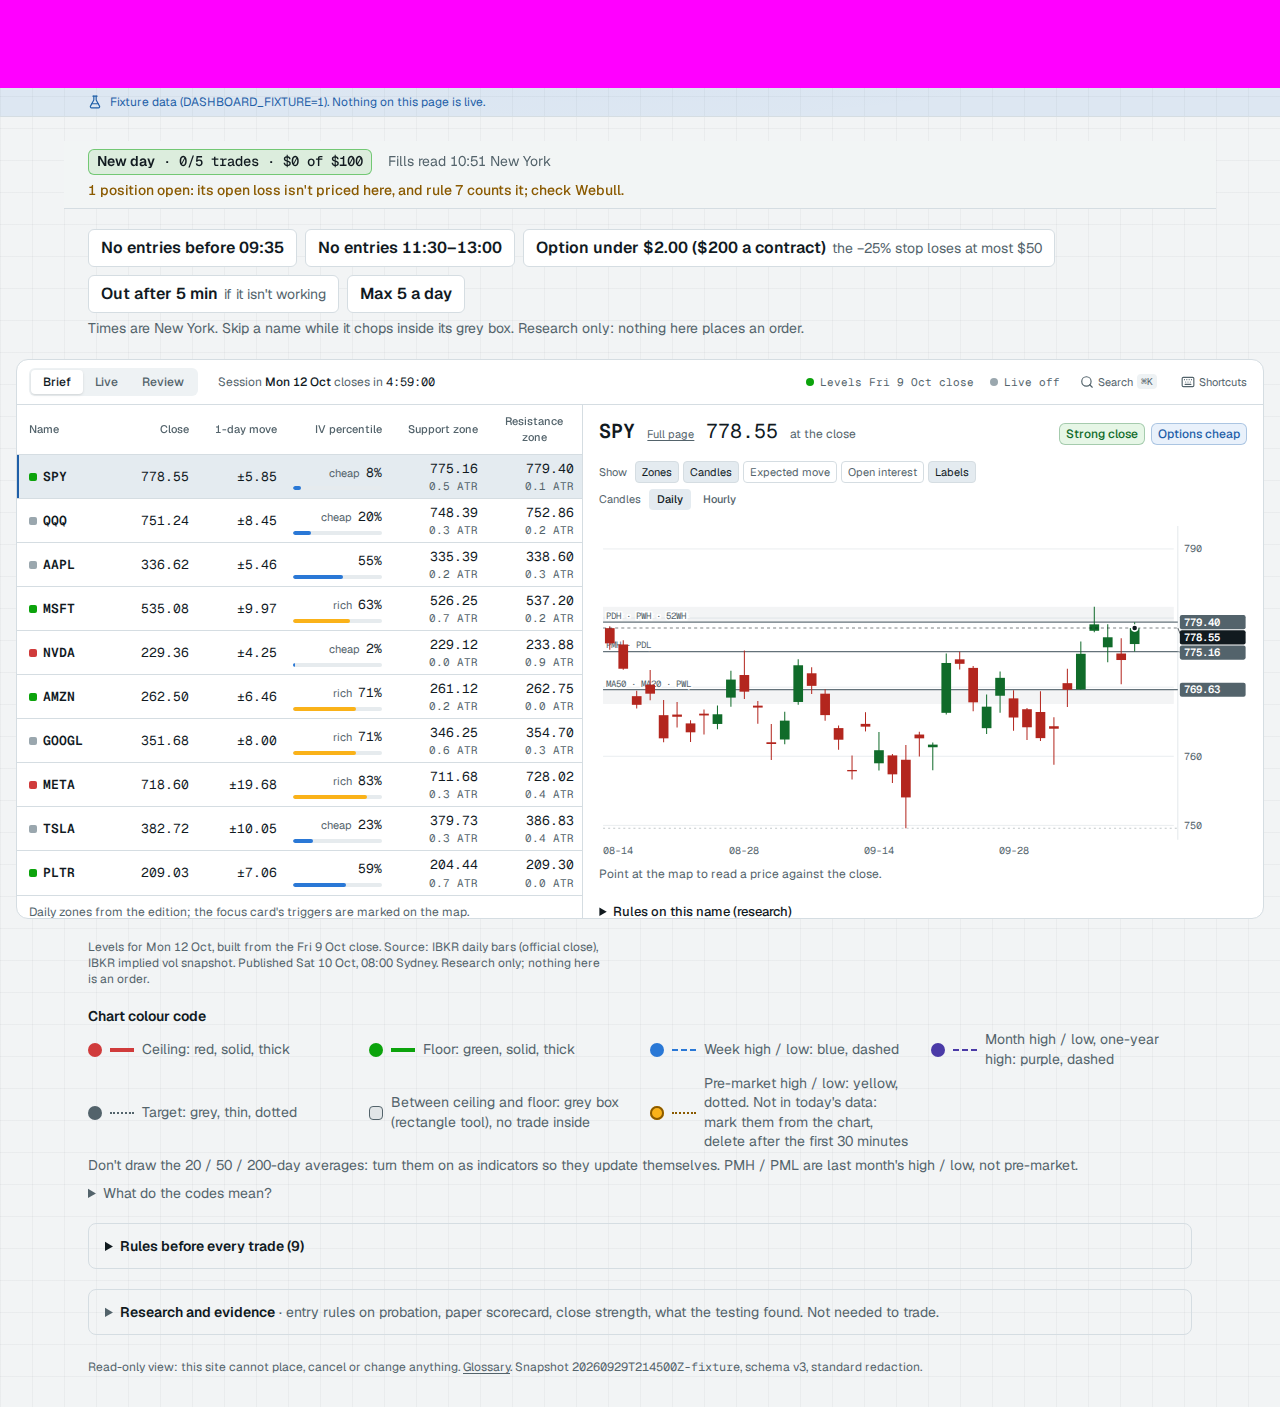 Fixture data (DASHBOARD_FIXTURE=1). Nothing on this page is live.
New day · 0/5 trades · $0 of $100 Fills read 10:51 New York
1 position open: its open loss isn't priced here, and rule 7 counts it; check Webull.
No entries before 09:35 No entries 11:30–13:00 Option under $2.00 ($200 a contract) the −25% stop loses at most $50
Out after 5 min if it isn't working Max 5 a day
Times are New York. Skip a name while it chops inside its grey box. Research only: nothing here places an order.
Brief Live Review Session Mon 12 Oct closes in 4:59:00 Levels Fri 9 Oct close Live off Search ⌘K Shortcuts
Name Close 1-day move IV percentile Support zone Resistance zone
SPY 778.55 ±5.85 cheap 8% 775.16 779.40
0.5 ATR 0.1 ATR
QQQ 751.24 ±8.45 cheap 20% 748.39 752.86
0.3 ATR 0.2 ATR
AAPL 336.62 ±5.46 55% 335.39 338.60
0.2 ATR 0.3 ATR
MSFT 535.08 ±9.97 rich 63% 526.25 537.20
0.7 ATR 0.2 ATR
NVDA 229.36 ±4.25 cheap 2% 229.12 233.88
0.0 ATR 0.9 ATR
AMZN 262.50 ±6.46 rich 71% 261.12 262.75
0.2 ATR 0.0 ATR
GOOGL 351.68 ±8.00 rich 71% 346.25 354.70
0.6 ATR 0.3 ATR
META 718.60 ±19.68 rich 83% 711.68 728.02
0.3 ATR 0.4 ATR
TSLA 382.72 ±10.05 cheap 23% 379.73 386.83
0.3 ATR 0.4 ATR
PLTR 209.03 ±7.06 59% 204.44 209.30
0.7 ATR 0.0 ATR
Daily zones from the edition; the focus card's triggers are marked on the map.
SPY Full page 778.55 at the close Strong close Options cheap
Show Zones Candles Expected move Open interest Labels
Candles Daily Hourly
790
PDH · PWH · 52WH
779.40
778.55
PDL
775.16
MA50 · MA20 · PWL
769.63
760
750
08-14 08-28 09-14 09-28
Point at the map to read a price against the close.
Rules on this name (research)
Levels for Mon 12 Oct, built from the Fri 9 Oct close. Source: IBKR daily bars (official close),
IBKR implied vol snapshot. Published Sat 10 Oct, 08:00 Sydney. Research only; nothing here
is an order.
Chart colour code
Ceiling: red, solid, thick
Floor: green, solid, thick
Week high / low: blue, dashed
Month high / low, one-year
high: purple, dashed
Target: grey, thin, dotted
Between ceiling and floor: grey box
(rectangle tool), no trade inside
Pre-market high / low: yellow,
dotted. Not in today's data:
mark them from the chart,
delete after the first 30 minutes
Don't draw the 20 / 50 / 200-day averages: turn them on as indicators so they update themselves. PMH / PML are last month's high / low, not pre-market.
What do the codes mean?
Rules before every trade (9)
Research and evidence · entry rules on probation, paper scorecard, close strength, what the testing found. Not needed to trade.
Read-only view: this site cannot place, cancel or change anything. Glossary. Snapshot 20260929T214500Z-fixture, schema v3, standard redaction.